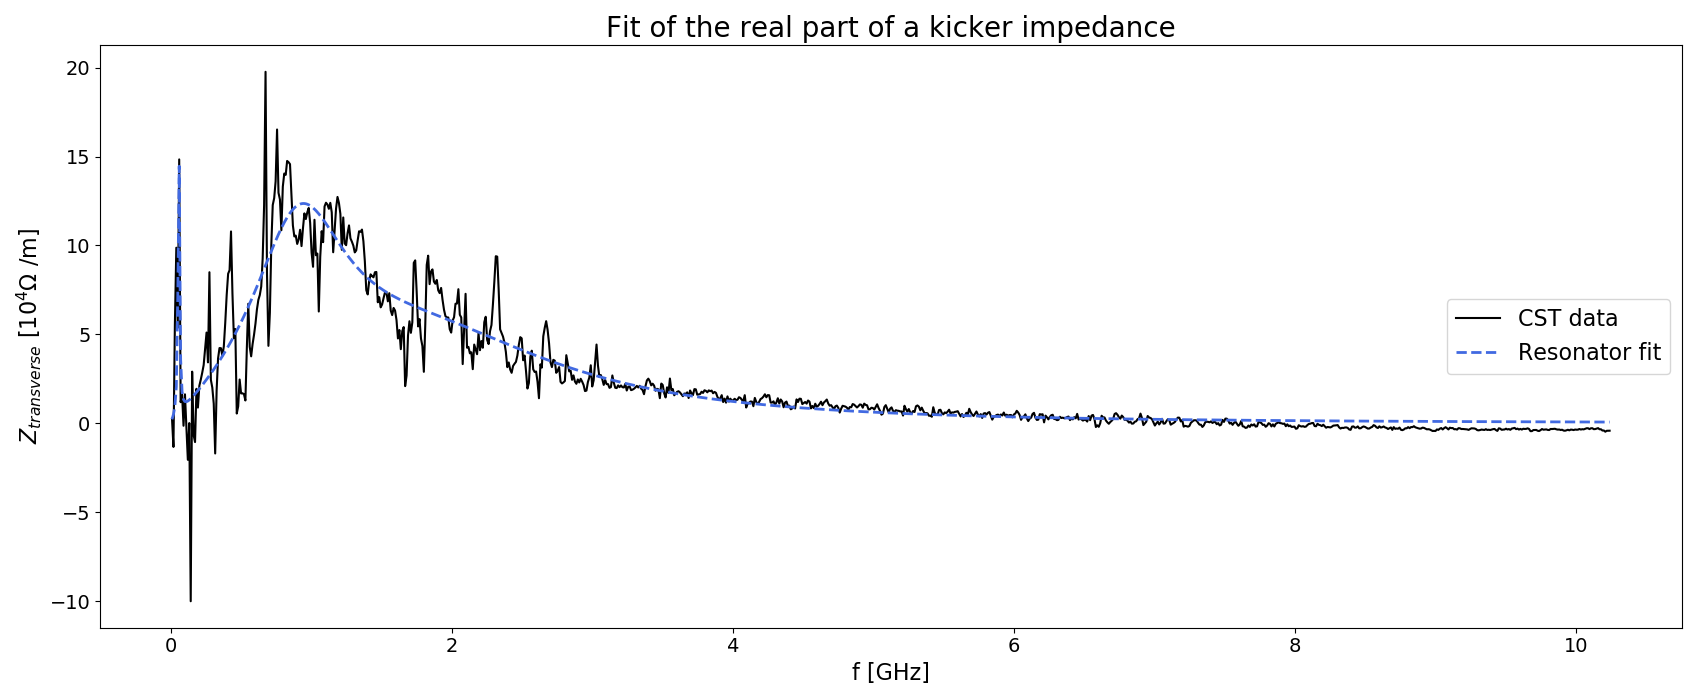 Fit of the real part of a kicker impedance
20
15
10
5
0
−5
−10
Z_transverse [10⁴Ω /m]
CST data
Resonator fit
0 2 4 6 8 10
f [GHz]